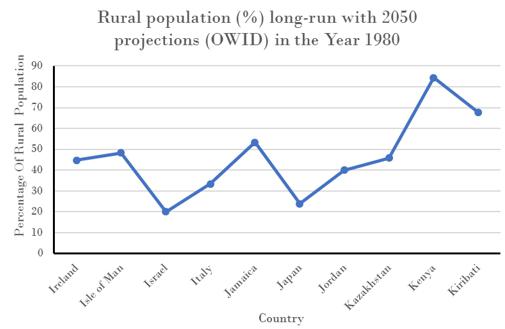 Rural population (%) long-run with 2050
projections (OWID) in the Year 1980
Percentage Of Rural Population
90
80
70
60
50
40
30
20
10
0
Ireland
Isle of Man
Israel
Italy
Jamaica
Japan
Jordan
Kazakhstan
Kenya
Kiribati
Country